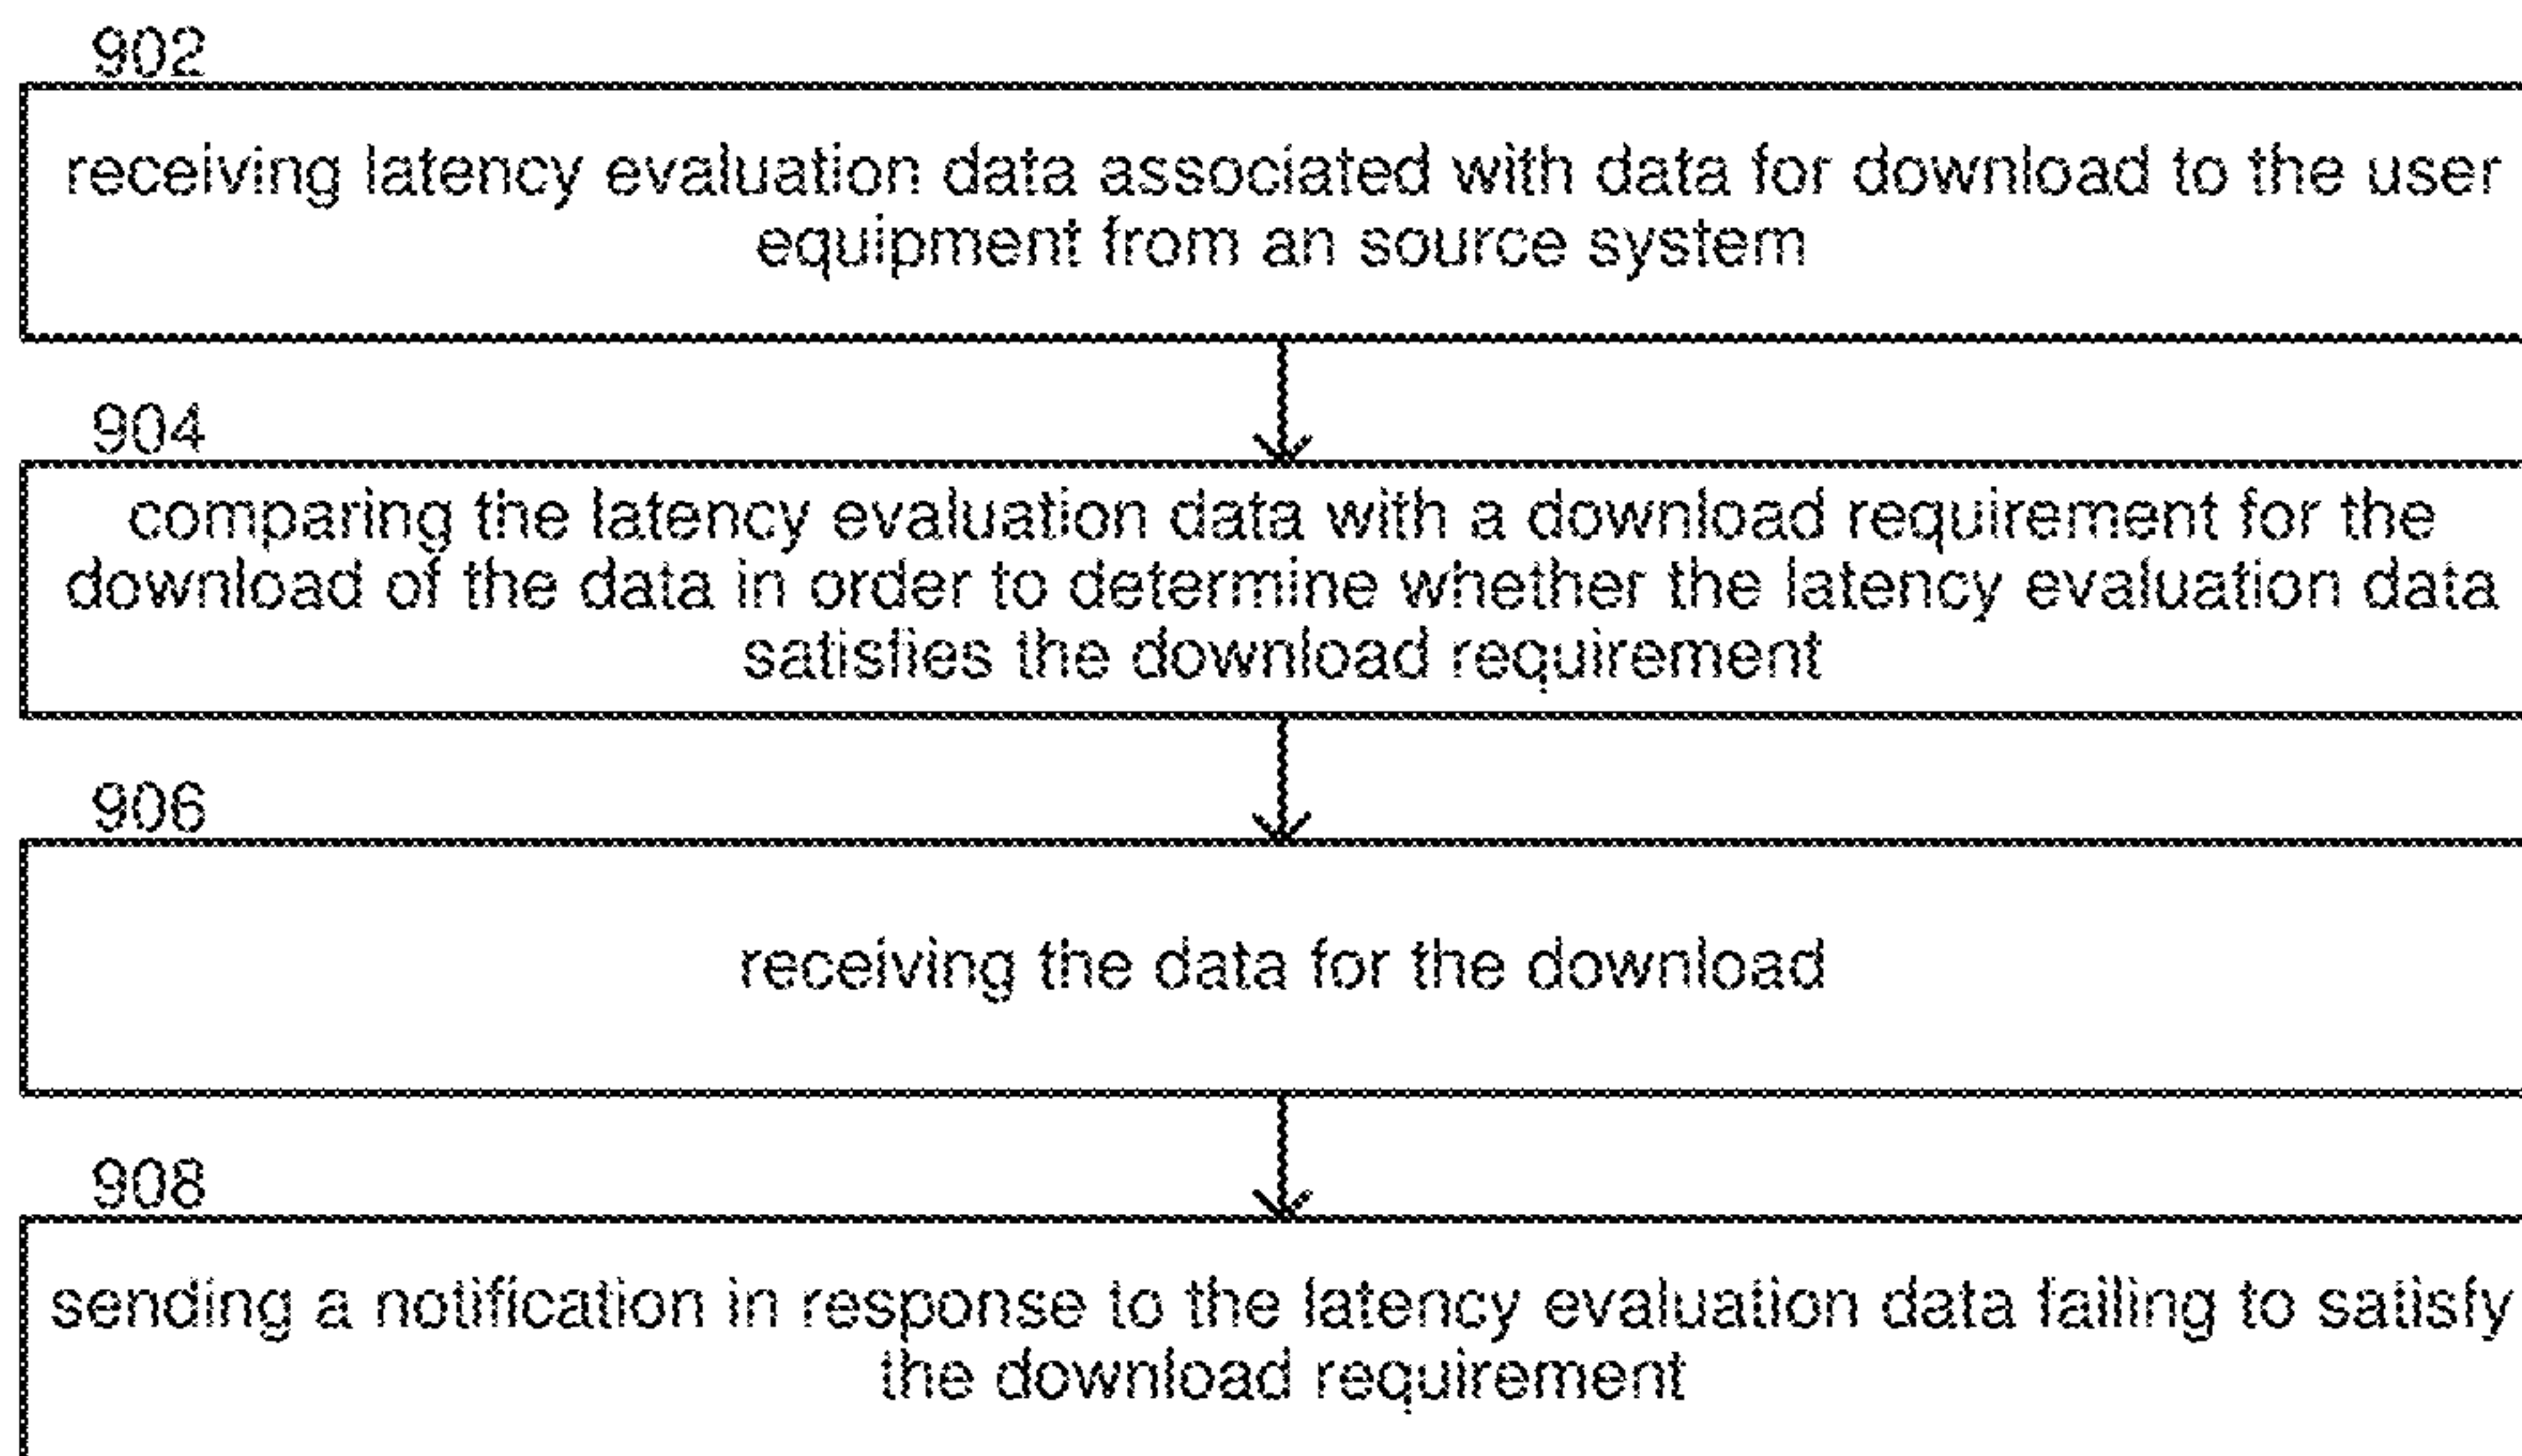 902
receiving latency evaluation data associated with data for download to the user
equipment from an source system
904
comparing the latency evaluation data with a download requirement for the
download of the data in order to determine whether the latency evaluation data
satisfies the download requirement
906
receiving the data for the download
908
sending a notification in response to the latency evaluation data failing to satisfy
the download requirement